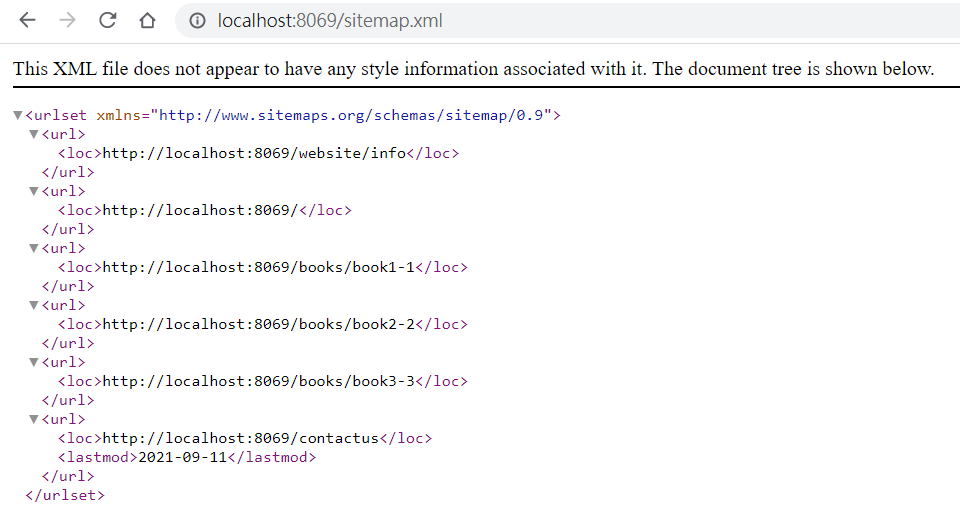 localhost:8069/sitemap.xml
This XML file does not appear to have any style information associated with it. The document tree is shown below.
▼<urlset xmlns="http://www.sitemaps.org/schemas/sitemap/0.9">
▼<url>
<loc>http://localhost:8069/website/info</loc>
</url>
▼<url>
<loc>http://localhost:8069/</loc>
</url>
▼<url>
<loc>http://localhost:8069/books/book1-1</loc>
</url>
▼<url>
<loc>http://localhost:8069/books/book2-2</loc>
</url>
▼<url>
<loc>http://localhost:8069/books/book3-3</loc>
</url>
▼<url>
<loc>http://localhost:8069/contactus</loc>
<lastmod>2021-09-11</lastmod>
</url>
</urlset>